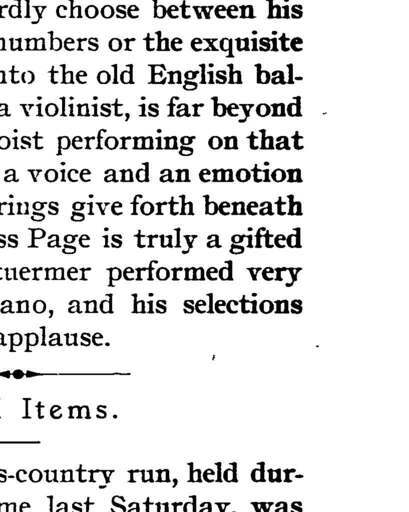 rdly choose between his
numbers or the exquisite
nto the old English bal-
a violinist, is far beyond
oist performing on that
a voice and an emotion
rings give forth beneath
ss Page is truly a gifted
tuermer performed very
ano, and his selections
applause.
Items.
s-country run, held dur-
me last Saturday, was